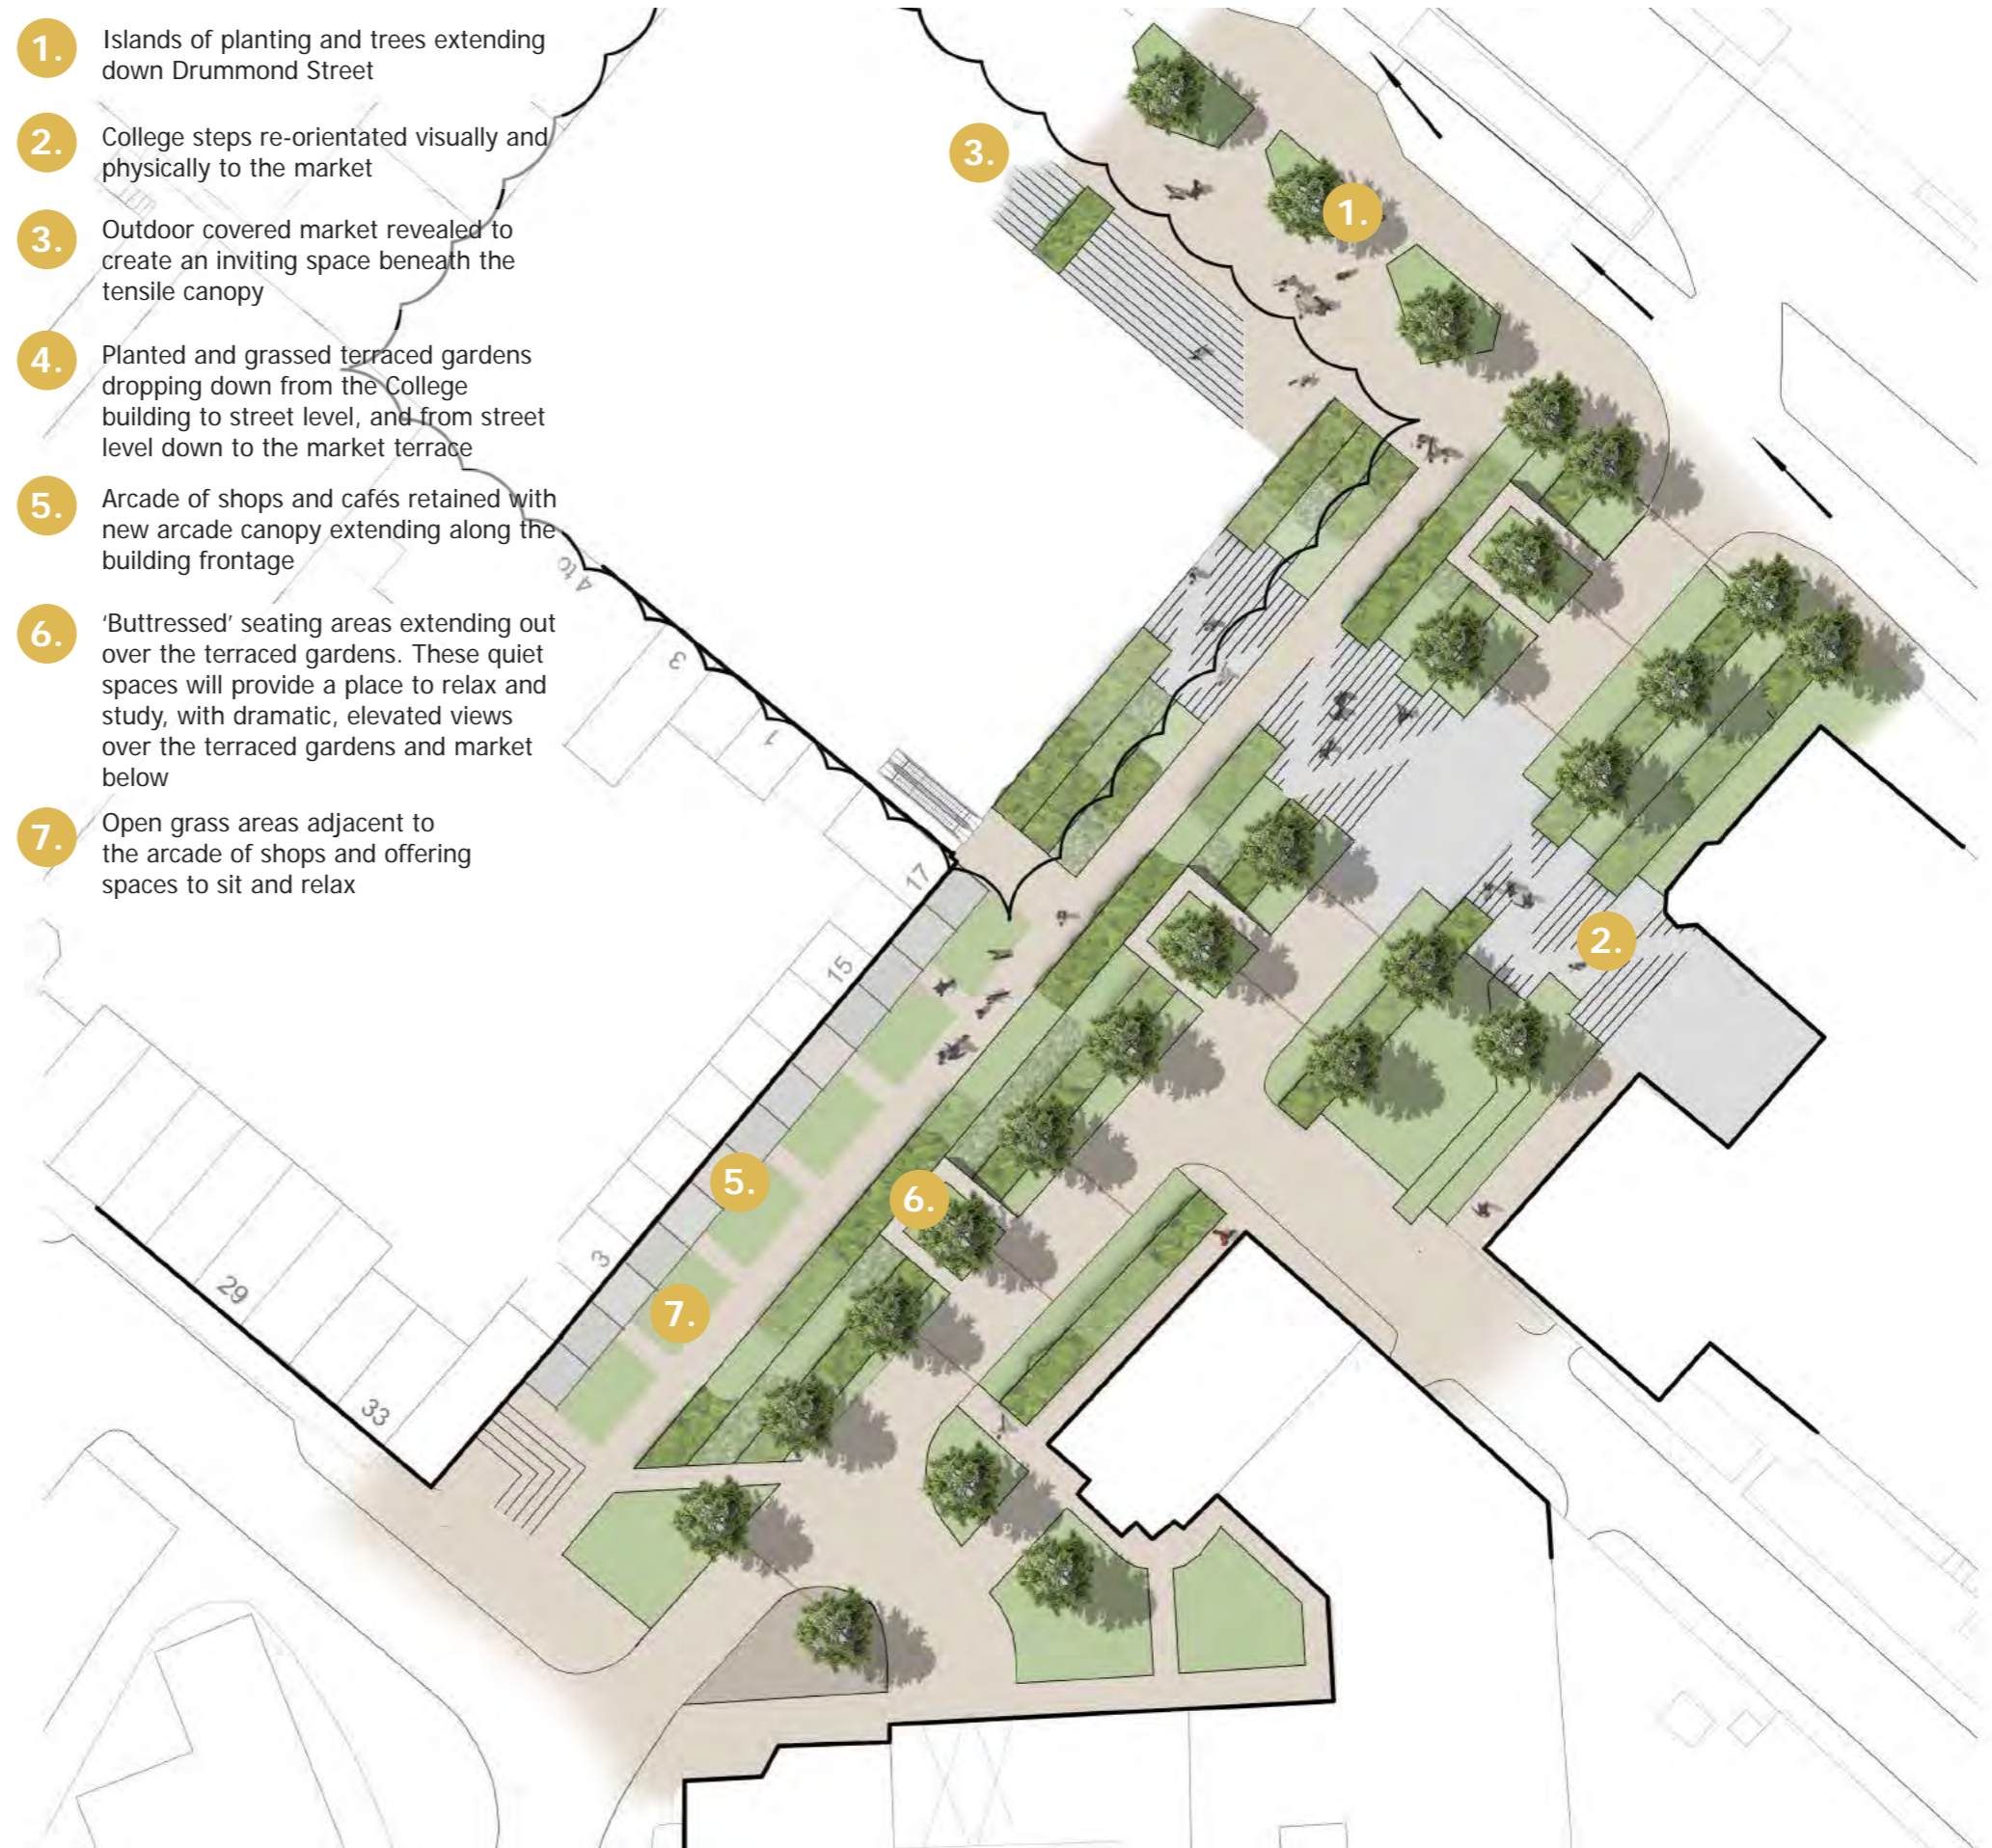 1.
Islands of planting and trees extending
down Drummond Street
2.
College steps re-orientated visually and
physically to the market
3.
Outdoor covered market revealed to
create an inviting space beneath the
tensile canopy
4.
Planted and grassed terraced gardens
dropping down from the College
building to street level, and from street
level down to the market terrace
5.
Arcade of shops and cafés retained with
new arcade canopy extending along the
building frontage
6.
‘Buttressed’ seating areas extending out
over the terraced gardens. These quiet
spaces will provide a place to relax and
study, with dramatic, elevated views
over the terraced gardens and market
below
7.
Open grass areas adjacent to
the arcade of shops and offering
spaces to sit and relax
3.
1.
4 to
3
1
17
15
2.
5.
6.
3
7.
29
33